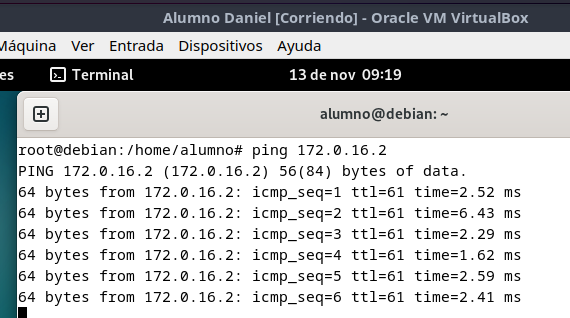 Alumno Daniel [Corriendo] - Oracle VM VirtualBox
Máquina Ver Entrada Dispositivos Ayuda
es Terminal 13 de nov 09:19
alumno@debian: ~
root@debian:/home/alumno# ping 172.0.16.2
PING 172.0.16.2 (172.0.16.2) 56(84) bytes of data.
64 bytes from 172.0.16.2: icmp_seq=1 ttl=61 time=2.52 ms
64 bytes from 172.0.16.2: icmp_seq=2 ttl=61 time=6.43 ms
64 bytes from 172.0.16.2: icmp_seq=3 ttl=61 time=2.29 ms
64 bytes from 172.0.16.2: icmp_seq=4 ttl=61 time=1.62 ms
64 bytes from 172.0.16.2: icmp_seq=5 ttl=61 time=2.59 ms
64 bytes from 172.0.16.2: icmp_seq=6 ttl=61 time=2.41 ms